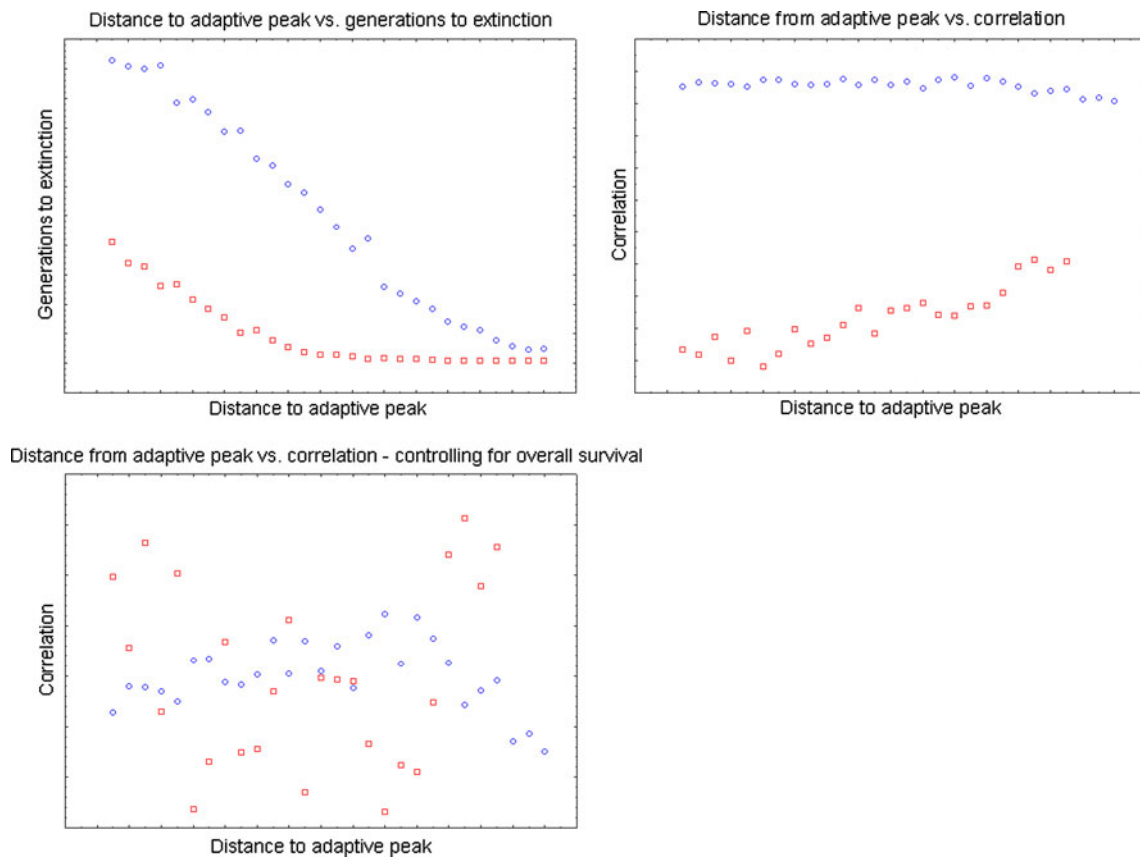 Distance to adaptive peak vs. generations to extinction
Generations to extinction
Distance to adaptive peak
Distance from adaptive peak vs. correlation
Correlation
Distance to adaptive peak
Distance from adaptive peak vs. correlation - controlling for overall survival
Correlation
Distance to adaptive peak